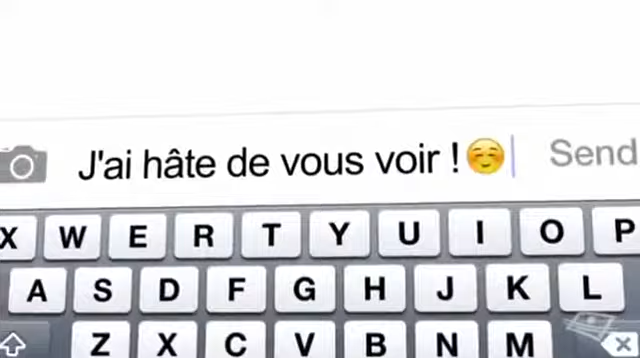 J'ai hâte de vous voir !☺️
Send
X W E R T Y U I O P
A S D F G H J K L
Z X C V B N M